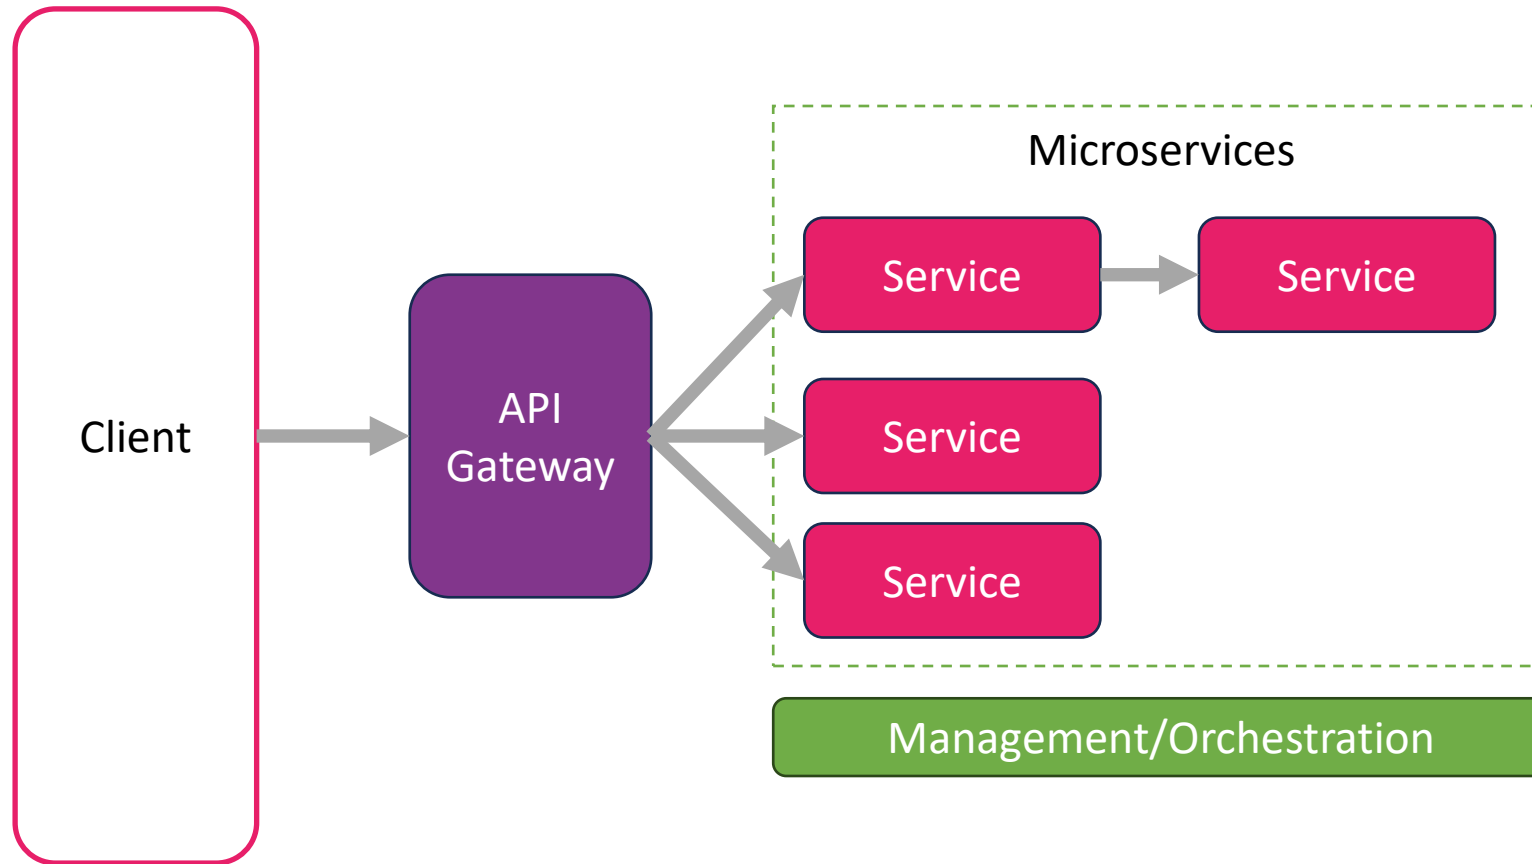 Client
API
Gateway
Microservices
Service
Service
Service
Service
Management/Orchestration